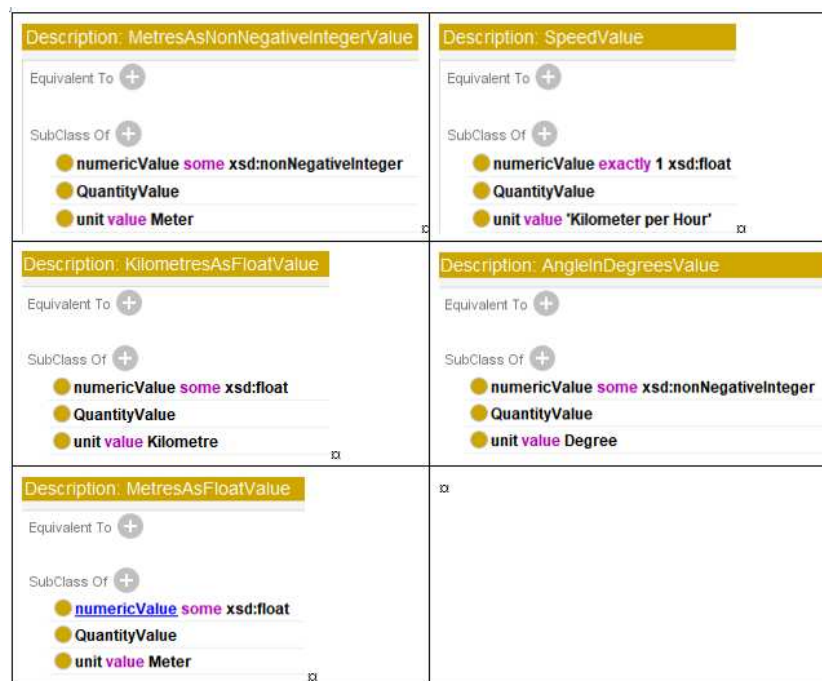 Description: MetresAsNonNegativeIntegerValue
Equivalent To
SubClass Of
numericValue some xsd:nonNegativeInteger
QuantityValue
unit value Meter
¤
Description: SpeedValue
Equivalent To
SubClass Of
numericValue exactly 1 xsd:float
QuantityValue
unit value 'Kilometer per Hour'
¤
Description: KilometresAsFloatValue
Equivalent To
SubClass Of
numericValue some xsd:float
QuantityValue
unit value Kilometre
¤
Description: AngleInDegreesValue
Equivalent To
SubClass Of
numericValue some xsd:nonNegativeInteger
QuantityValue
unit value Degree
Description: MetresAsFloatValue
Equivalent To
SubClass Of
numericValue some xsd:float
QuantityValue
unit value Meter
¤
¤